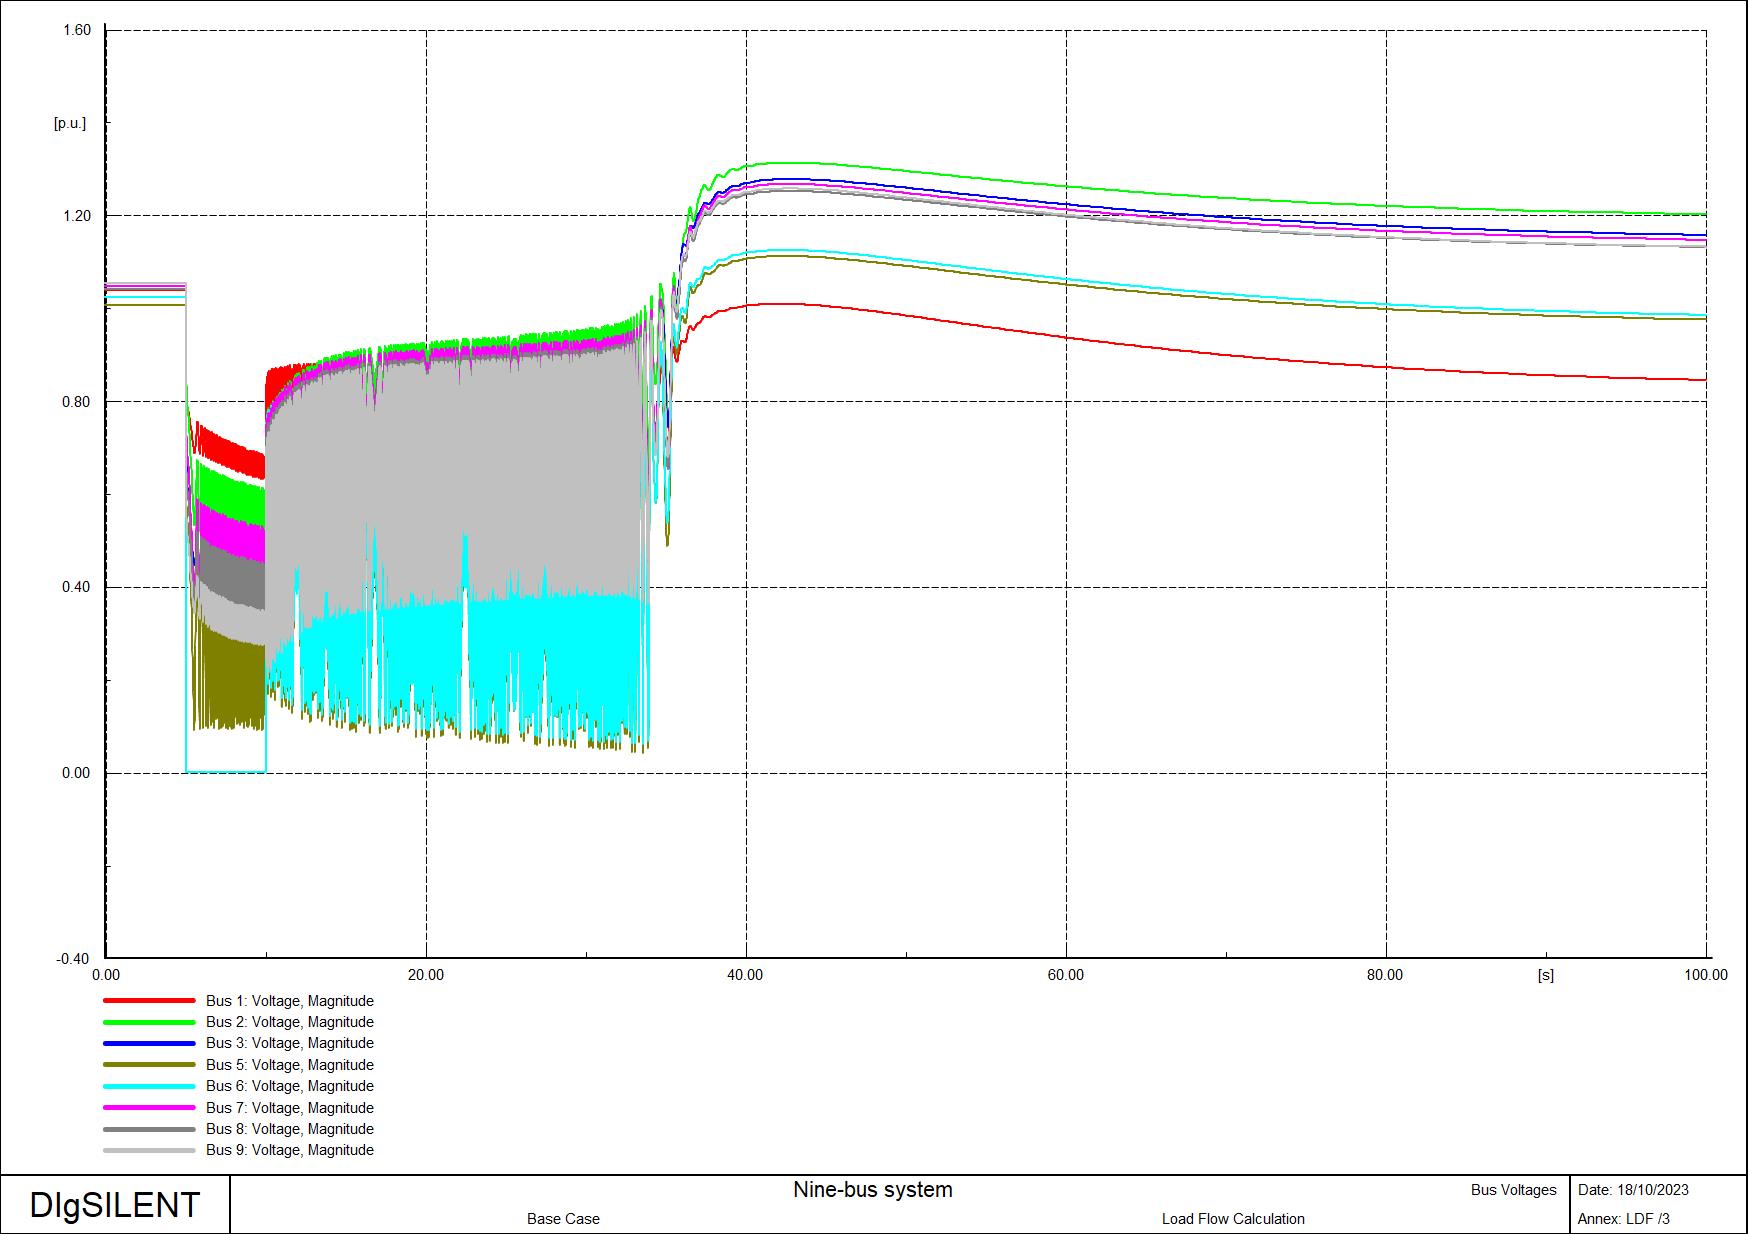 1.60
[p.u.]
1.20
0.80
0.40
0.00
-0.40
0.00 20.00 40.00 60.00 80.00 [s] 100.00
Bus 1: Voltage, Magnitude
Bus 2: Voltage, Magnitude
Bus 3: Voltage, Magnitude
Bus 5: Voltage, Magnitude
Bus 6: Voltage, Magnitude
Bus 7: Voltage, Magnitude
Bus 8: Voltage, Magnitude
Bus 9: Voltage, Magnitude
DIgSILENT
Nine-bus system
Base Case
Load Flow Calculation
Bus Voltages
Date: 18/10/2023
Annex: LDF /3